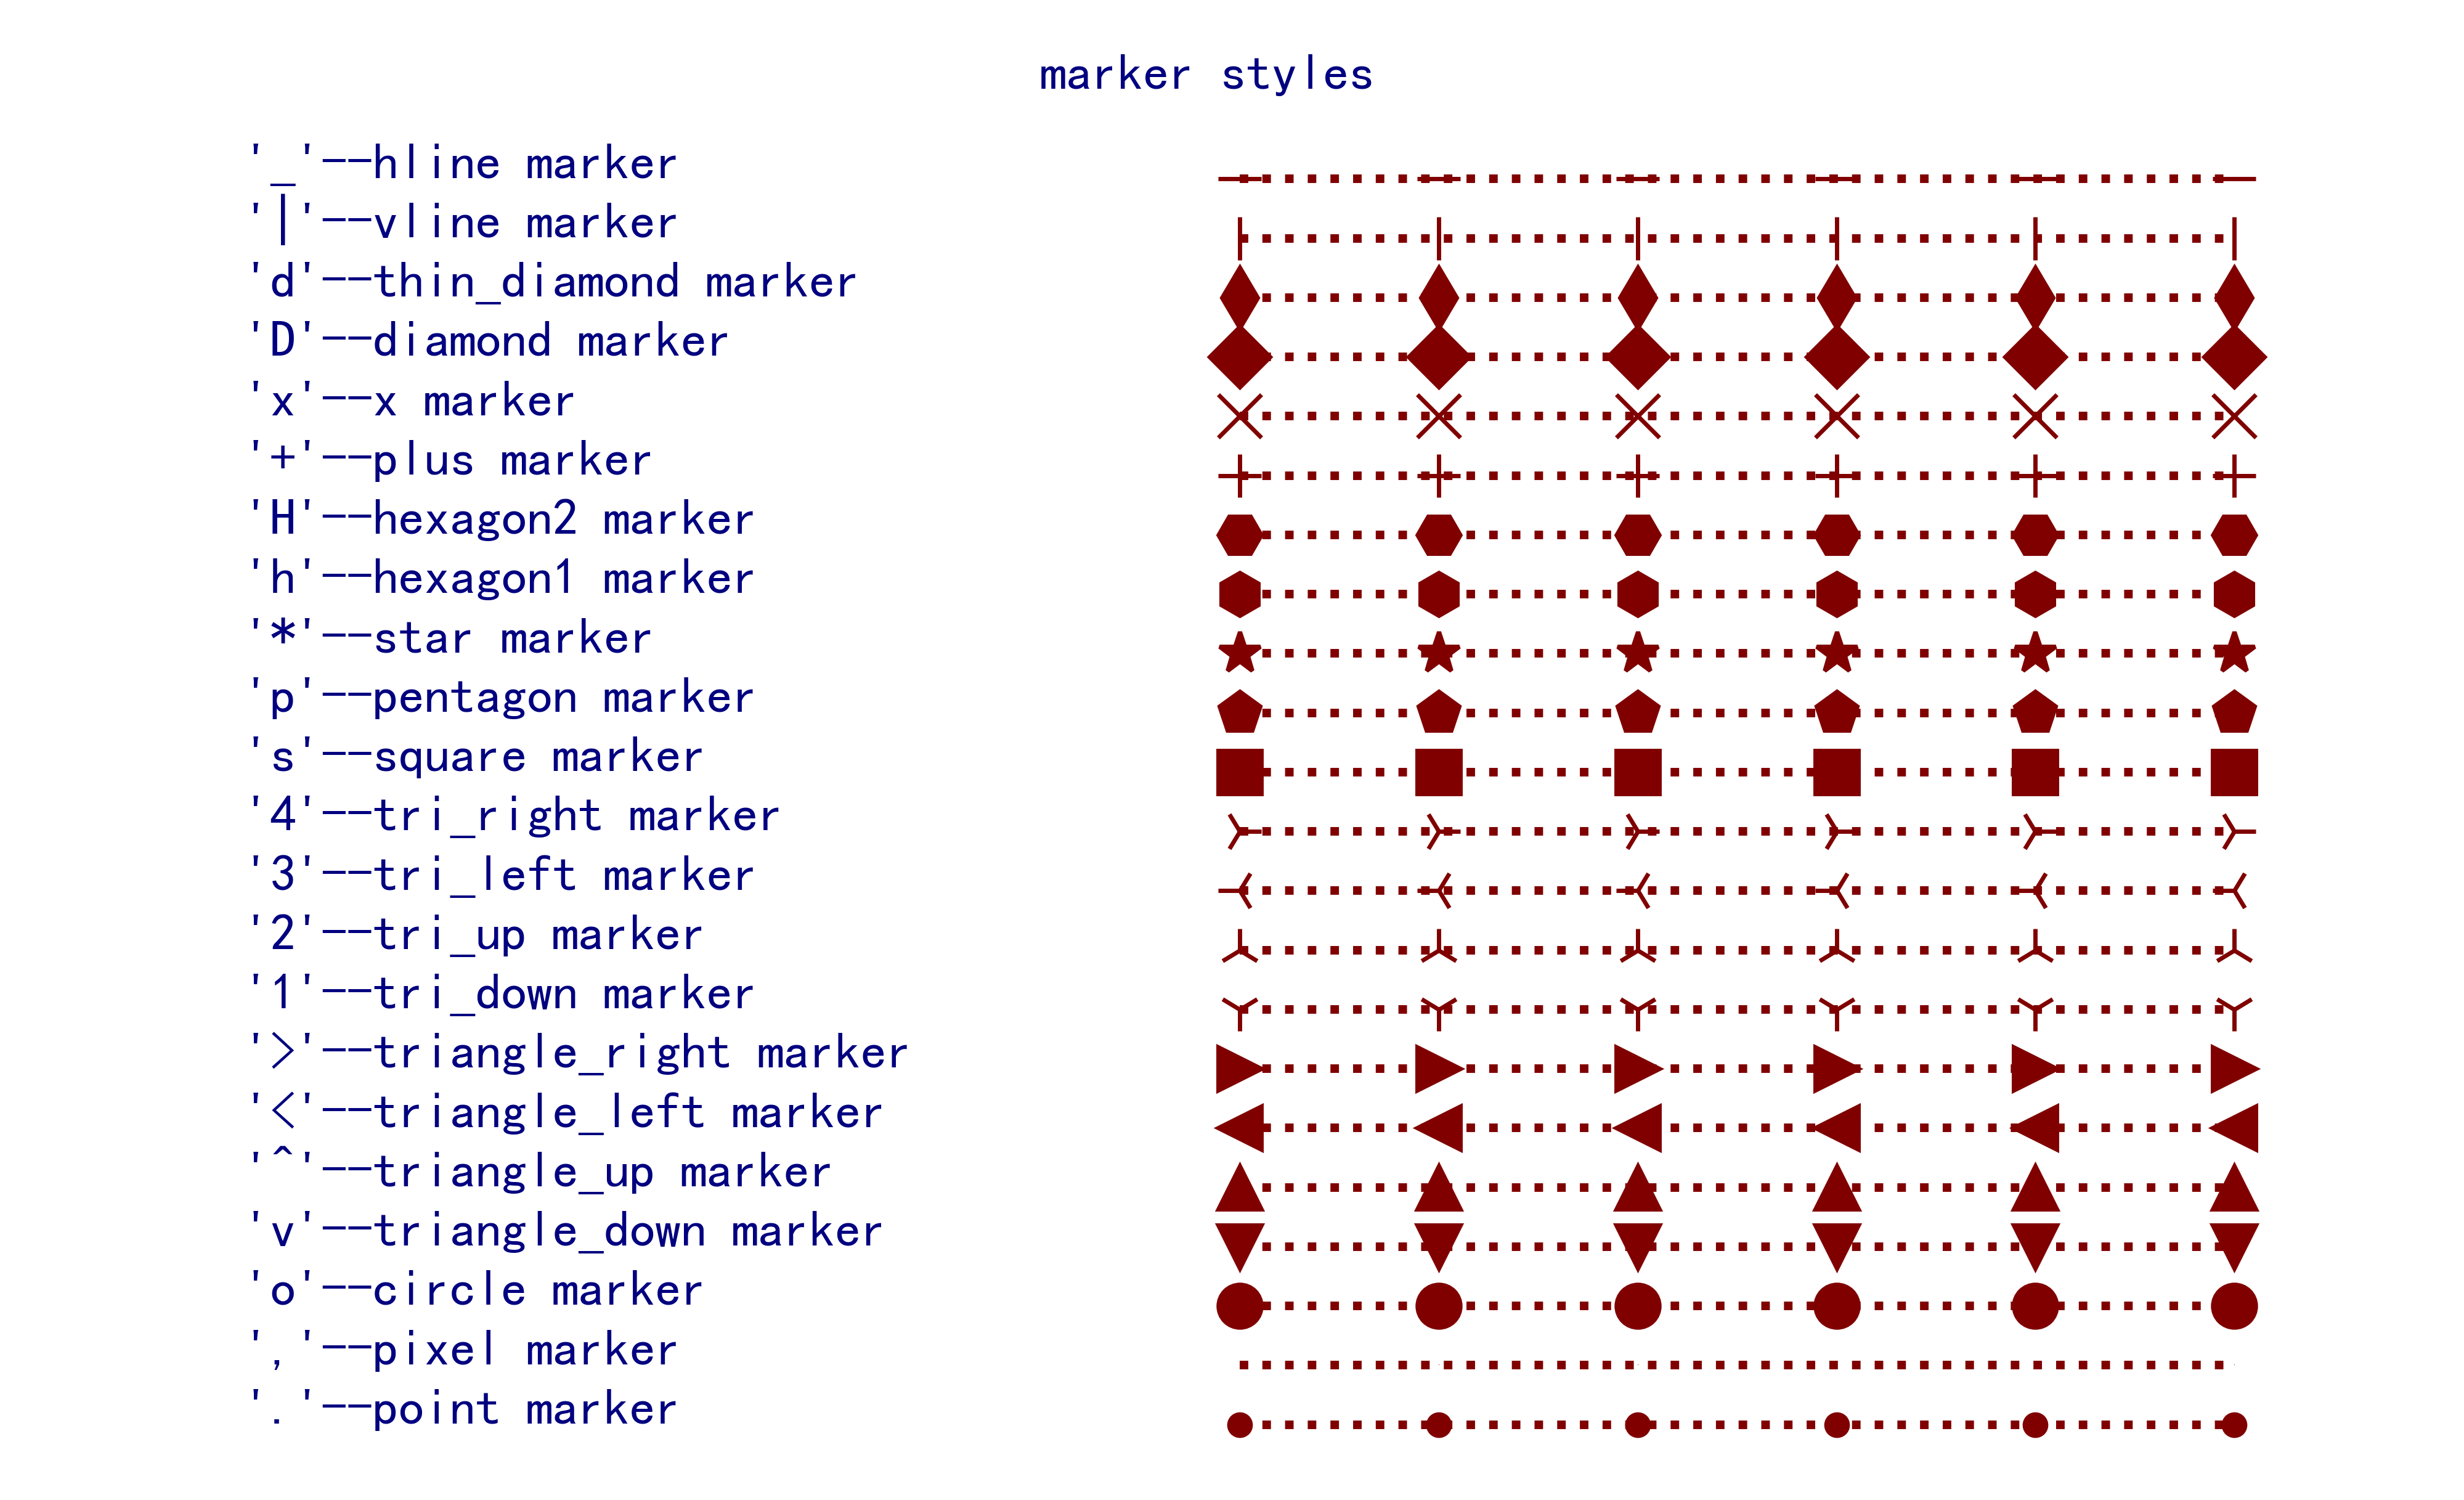 marker styles
'_'--hline marker
'|'--vline marker
'd'--thin_diamond marker
'D'--diamond marker
'x'--x marker
'+'--plus marker
'H'--hexagon2 marker
'h'--hexagon1 marker
'*'--star marker
'p'--pentagon marker
's'--square marker
'4'--tri_right marker
'3'--tri_left marker
'2'--tri_up marker
'1'--tri_down marker
'>'--triangle_right marker
'<'--triangle_left marker
'^'--triangle_up marker
'v'--triangle_down marker
'o'--circle marker
','--pixel marker
'.'--point marker